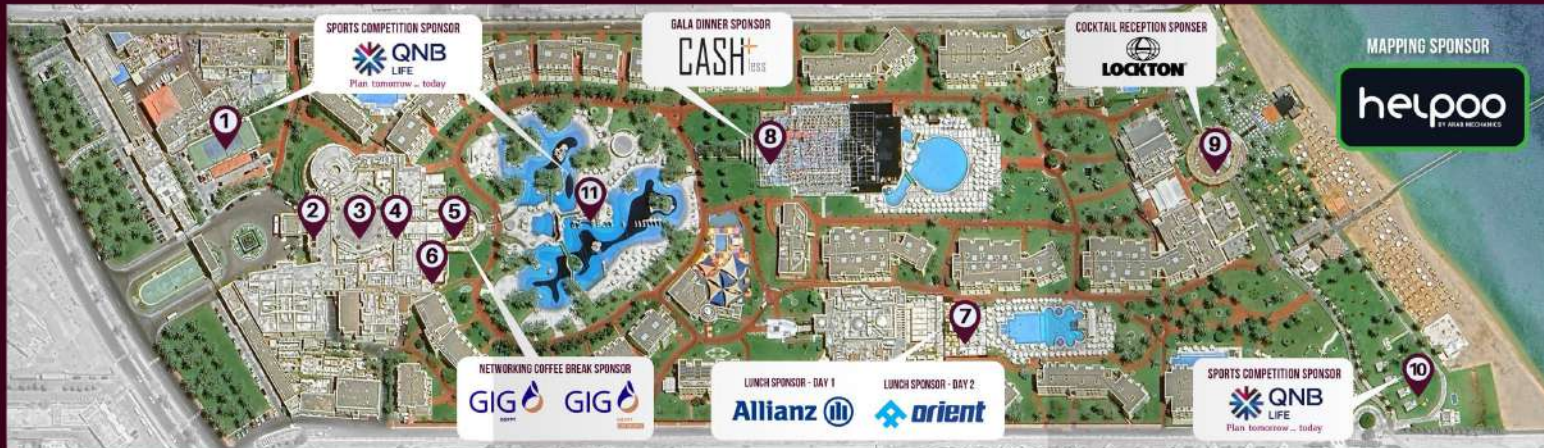 SPORTS COMPETITION SPONSOR
QNB
LIFE
Plan tomorrow ... today
GALA DINNER SPONSOR
CASH+
less
COCKTAIL RECEPTION SPONSER
LOCKTON
MAPPING SPONSOR
helpoo
BY ARAB MECHANICS
1
2
3
4
5
6
11
8
9
7
10
NETWORKING COFFEE BREAK SPONSOR
GIG
EGYPT
GIG
EGYPT
LUNCH SPONSOR - DAY 1
Allianz
LUNCH SPONSOR - DAY 2
orient
SPORTS COMPETITION SPONSOR
QNB
LIFE
Plan tomorrow ... today